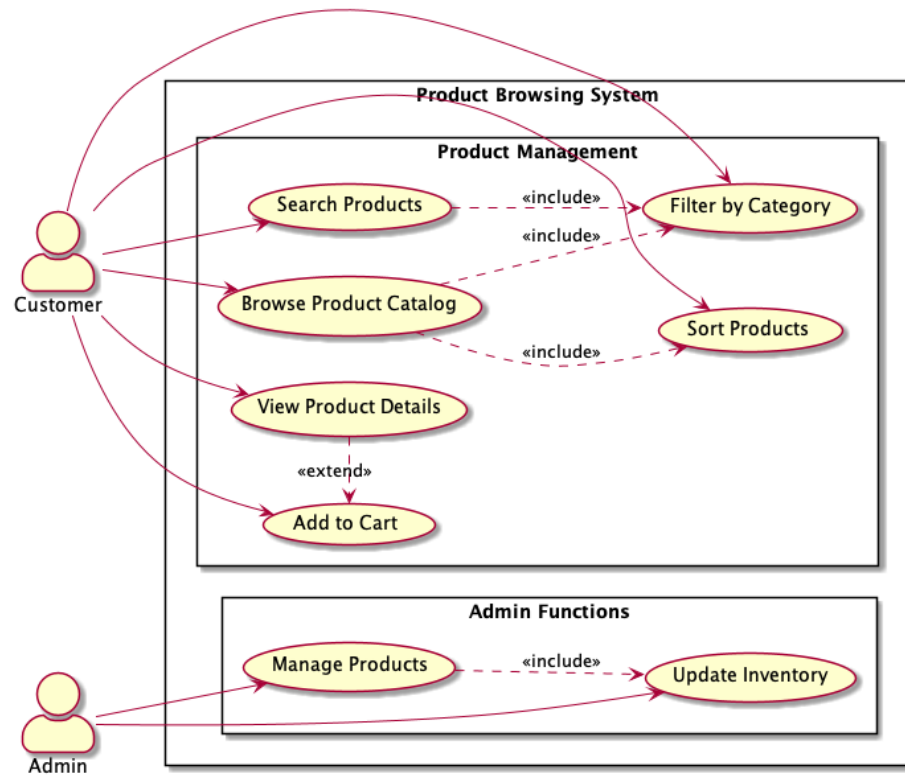 Product Browsing System
Product Management
Search Products
«include»
Filter by Category
«include»
Customer
Browse Product Catalog
Sort Products
«include»
View Product Details
«extend»
Add to Cart
Admin Functions
Manage Products
«include»
Update Inventory
Admin